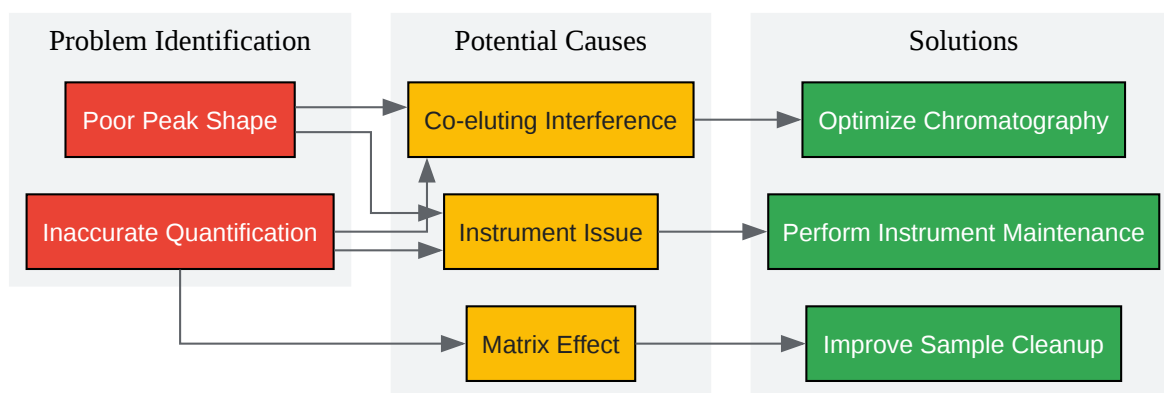 Problem Identification
Potential Causes
Solutions
Poor Peak Shape
Co-eluting Interference
Optimize Chromatography
Inaccurate Quantification
Instrument Issue
Perform Instrument Maintenance
Matrix Effect
Improve Sample Cleanup